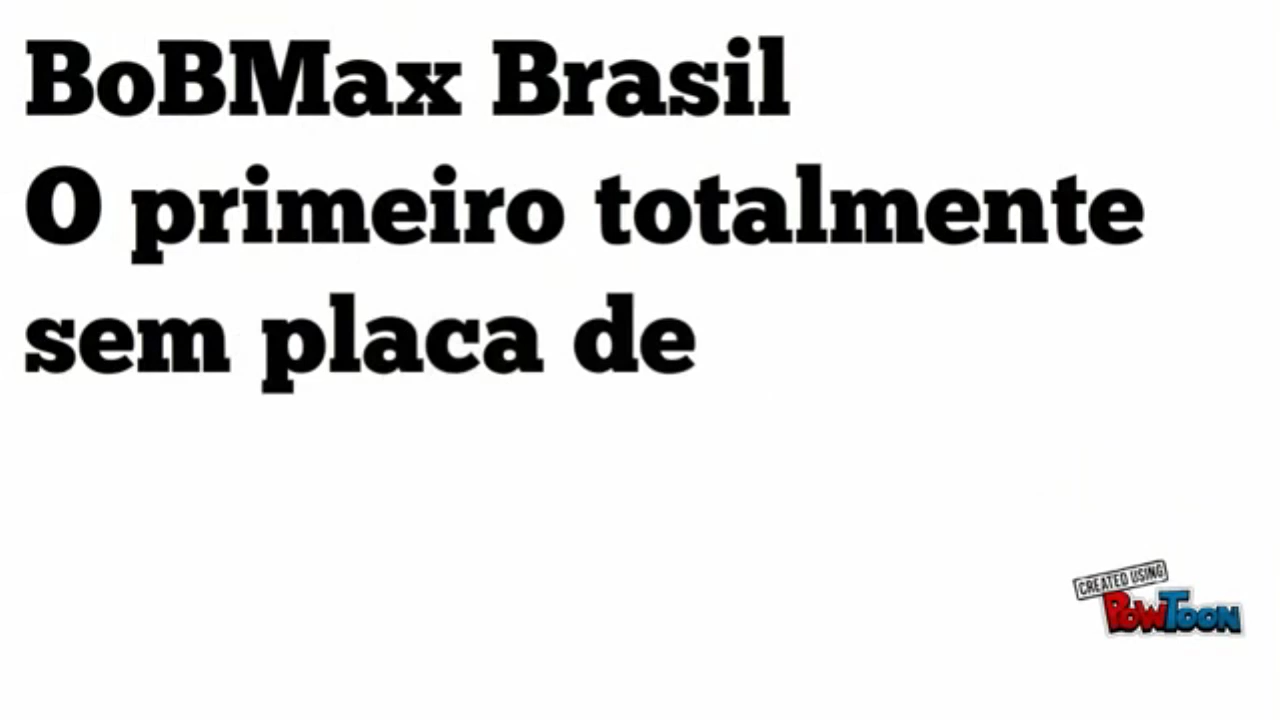 BoBMax Brasil
O primeiro totalmente
sem placa de
CREATED USING
PowToon